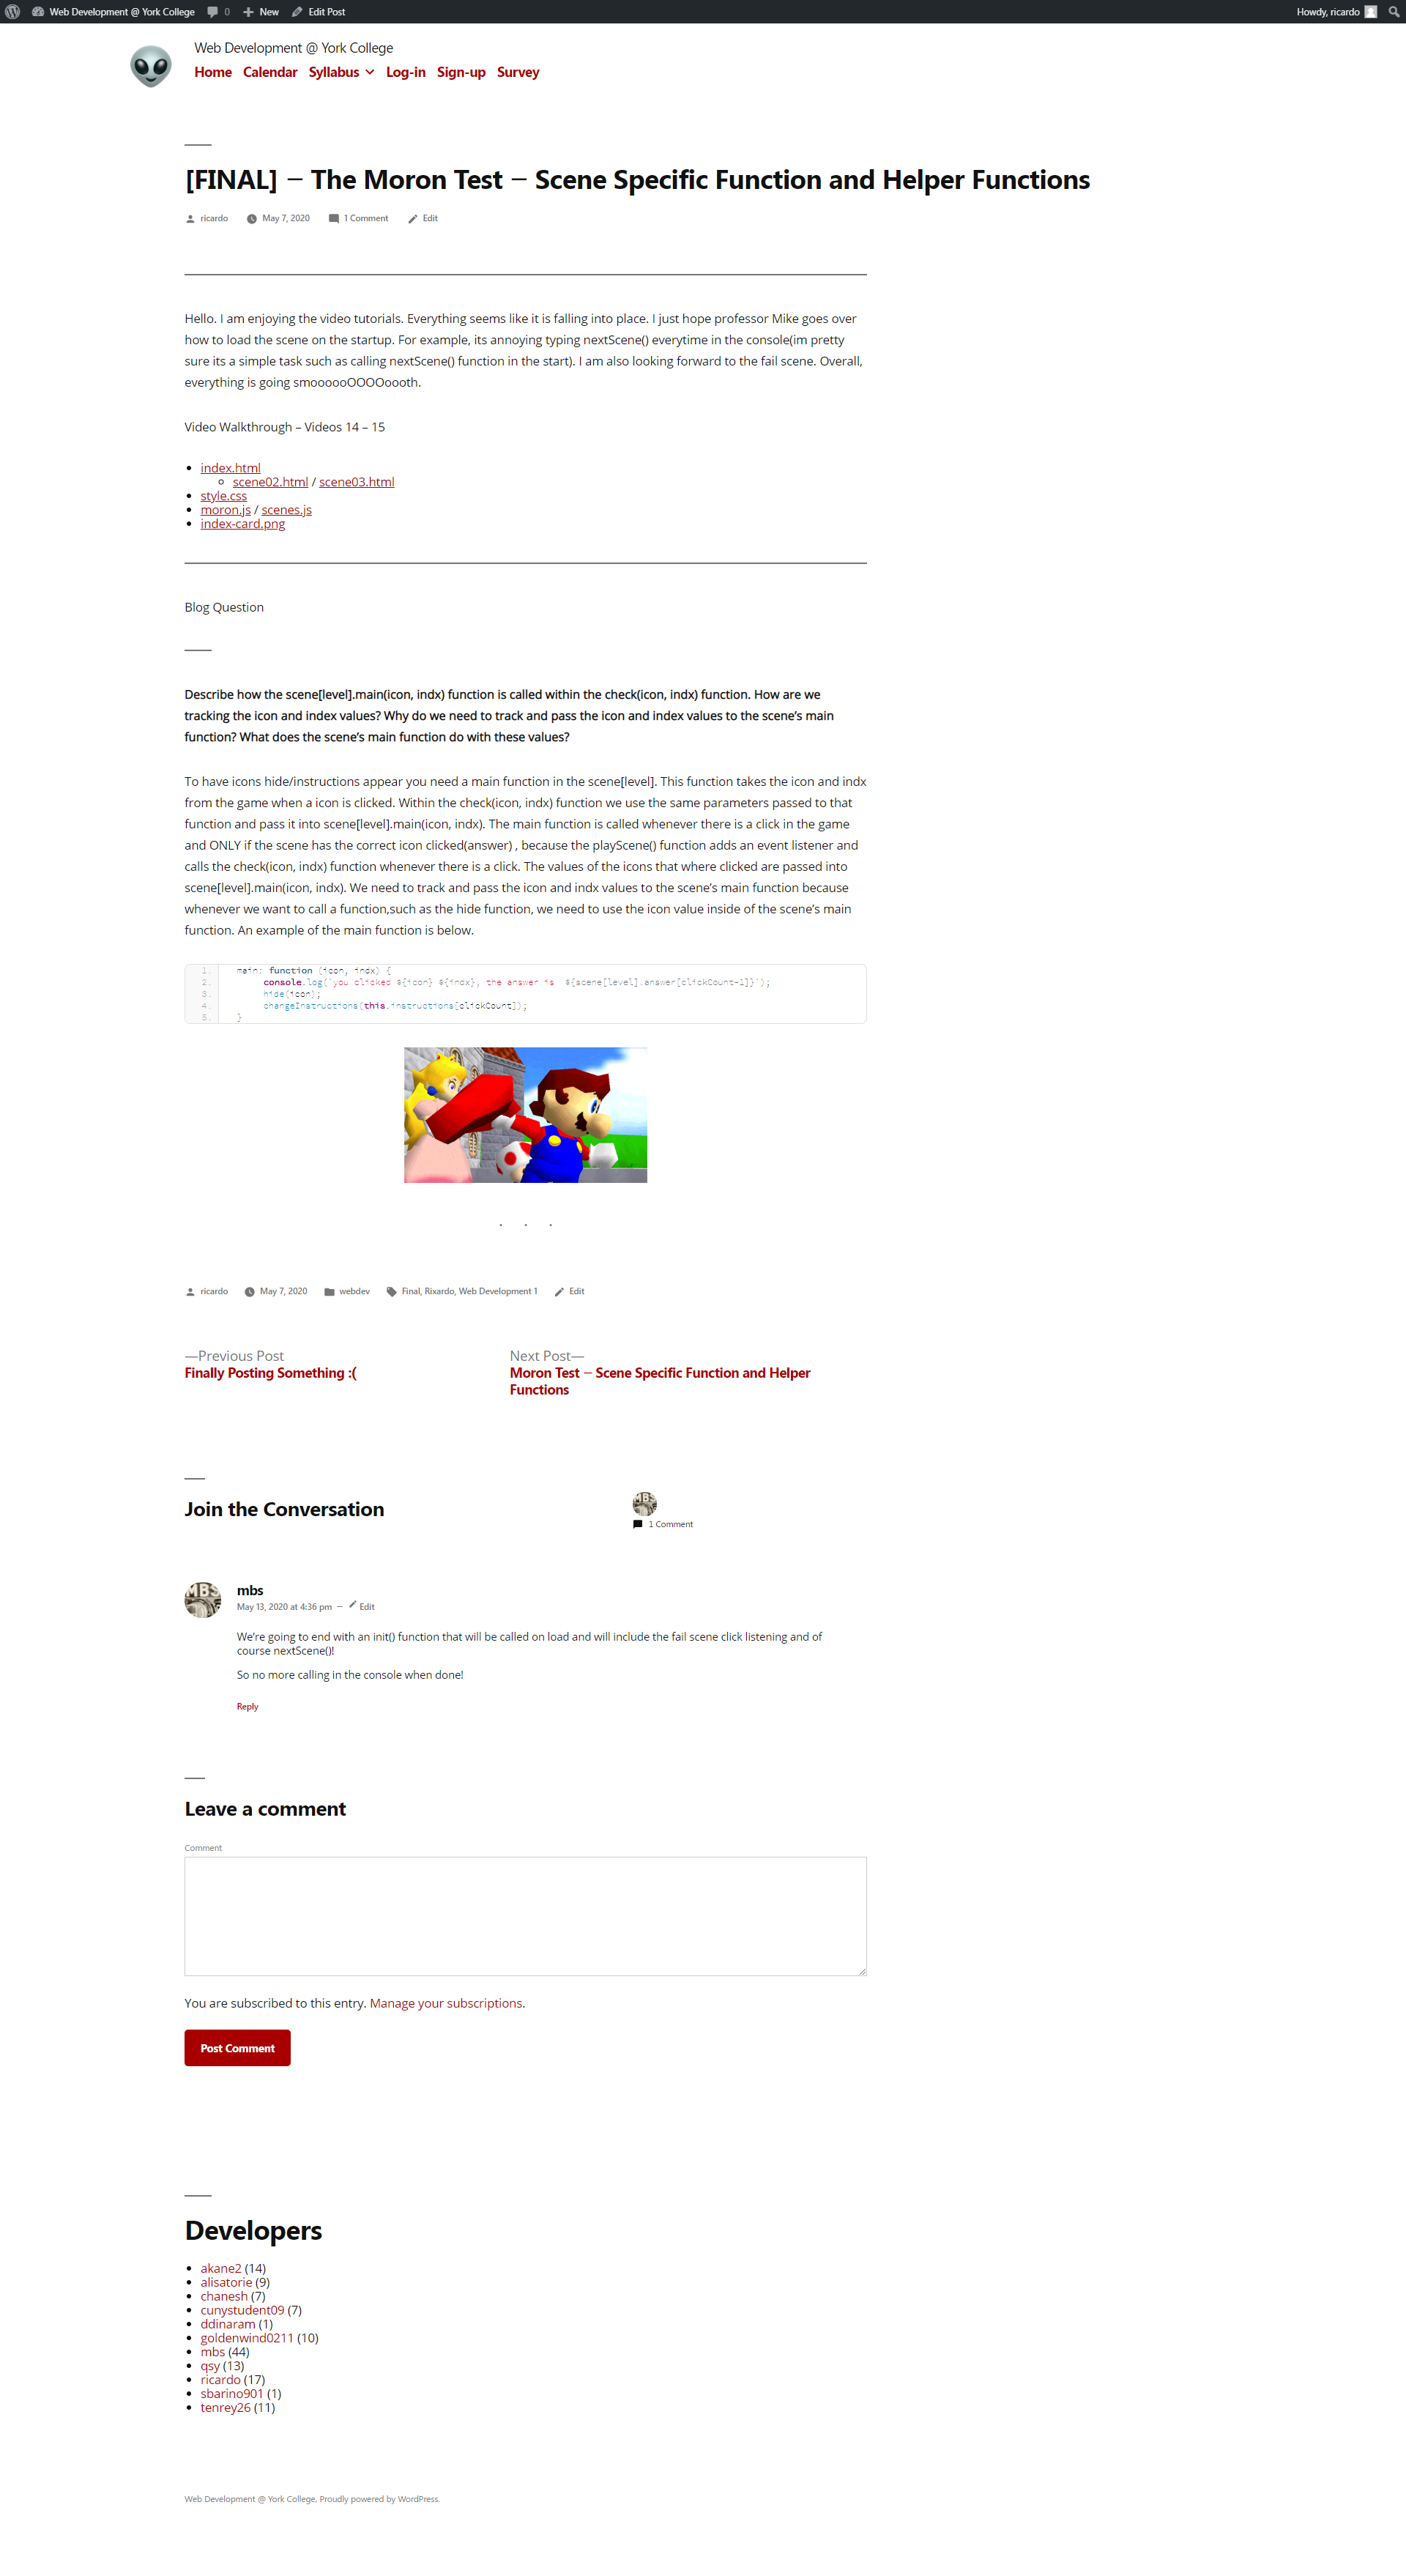 Web Development @ York College 0 New Edit Post Howdy, ricardo
Web Development @ York College
Home Calendar Syllabus Log-in Sign-up Survey
[FINAL] – The Moron Test – Scene Specific Function and Helper Functions
ricardo May 7, 2020 1 Comment Edit
Hello. I am enjoying the video tutorials. Everything seems like it is falling into place. I just hope professor Mike goes over
how to load the scene on the startup. For example, its annoying typing nextScene() everytime in the console(im pretty
sure its a simple task such as calling nextScene() function in the start). I am also looking forward to the fail scene. Overall,
everything is going smoooooOOOOoooth.
Video Walkthrough – Videos 14 – 15
index.html
scene02.html / scene03.html
style.css
moron.js / scenes.js
index-card.png
Blog Question
Describe how the scene[level].main(icon, indx) function is called within the check(icon, indx) function. How are we
tracking the icon and index values? Why do we need to track and pass the icon and index values to the scene's main
function? What does the scene's main function do with these values?
To have icons hide/instructions appear you need a main function in the scene[level]. This function takes the icon and indx
from the game when a icon is clicked. Within the check(icon, indx) function we use the same parameters passed to that
function and pass it into scene[level].main(icon, indx). The main function is called whenever there is a click in the game
and ONLY if the scene has the correct icon clicked(answer) , because the playScene() function adds an event listener and
calls the check(icon, indx) function whenever there is a click. The values of the icons that where clicked are passed into
scene[level].main(icon, indx). We need to track and pass the icon and indx values to the scene's main function because
whenever we want to call a function,such as the hide function, we need to use the icon value inside of the scene's main
function. An example of the main function is below.
1. main: function (icon, indx) {
2. console.log(`you clicked ${icon} ${indx}, the answer is ${scene[level].answer[clickCount-1]}`);
3. hide(icon);
4. changeInstructions(this.instructions[clickCount]);
5. }
. . .
ricardo May 7, 2020 webdev Final, Rixardo, Web Development 1 Edit
—Previous Post
Finally Posting Something :(
Next Post—
Moron Test – Scene Specific Function and Helper
Functions
Join the Conversation
1 Comment
mbs
May 13, 2020 at 4:36 pm – Edit
We're going to end with an init() function that will be called on load and will include the fail scene click listening and of
course nextScene()!
So no more calling in the console when done!
Reply
Leave a comment
Comment
You are subscribed to this entry. Manage your subscriptions.
Post Comment
Developers
akane2 (14)
alisatorie (9)
chanesh (7)
cunystudent09 (7)
ddinaram (1)
goldenwind0211 (10)
mbs (44)
qsy (13)
ricardo (17)
sbarino901 (1)
tenrey26 (11)
Web Development @ York College, Proudly powered by WordPress.